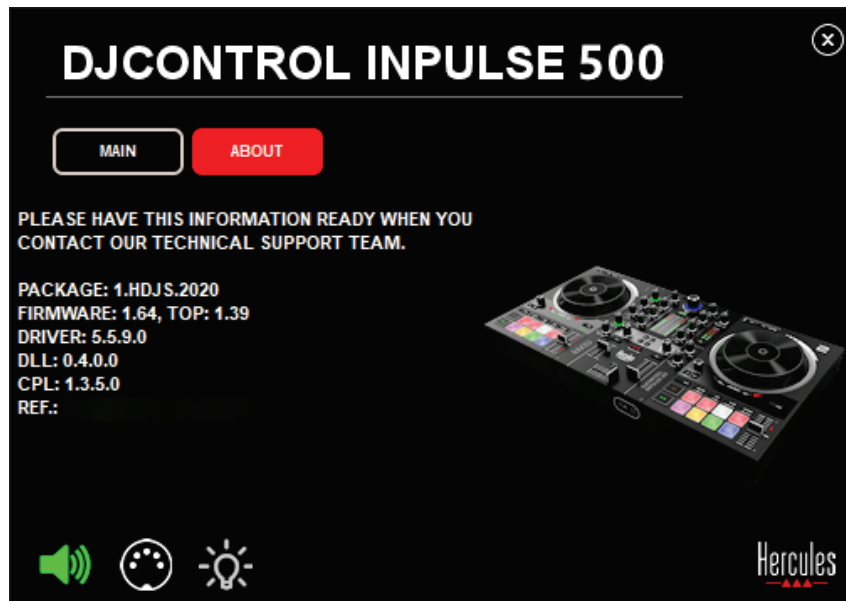 DJCONTROL INPULSE 500
MAIN
ABOUT
PLEASE HAVE THIS INFORMATION READY WHEN YOU
CONTACT OUR TECHNICAL SUPPORT TEAM.
PACKAGE: 1.HDJS.2020
FIRMWARE: 1.64, TOP: 1.39
DRIVER: 5.5.9.0
DLL: 0.4.0.0
CPL: 1.3.5.0
REF.:
Hercules